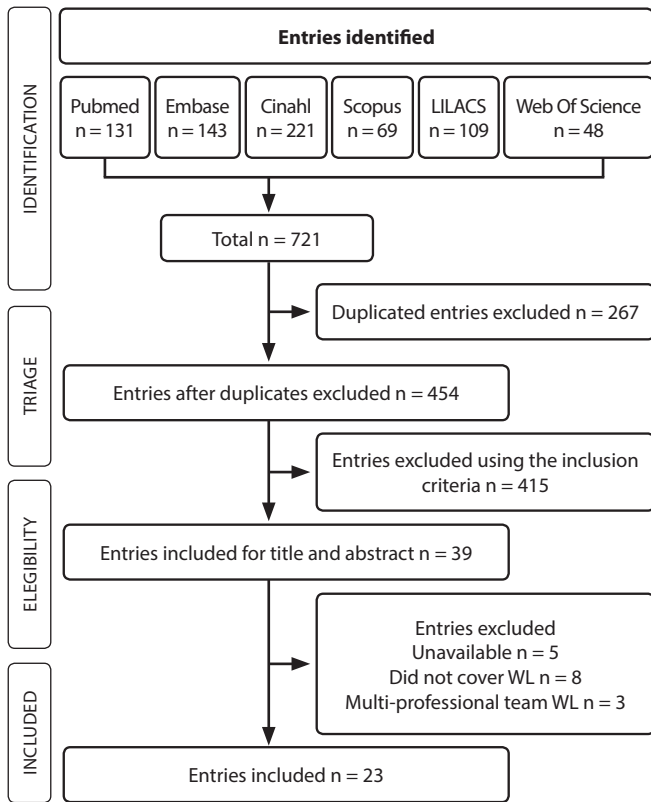 IDENTIFICATION
Entries identified
Pubmed
n = 131
Embase
n = 143
Cinahl
n = 221
Scopus
n = 69
LILACS
n = 109
Web Of Science
n = 48
Total n = 721
Duplicated entries excluded n = 267
TRIAGE
Entries after duplicates excluded n = 454
Entries excluded using the inclusion
criteria n = 415
ELEGIBILITY
Entries included for title and abstract n = 39
Entries excluded
Unavailable n = 5
Did not cover WL n = 8
Multi-professional team WL n = 3
INCLUDED
Entries included n = 23